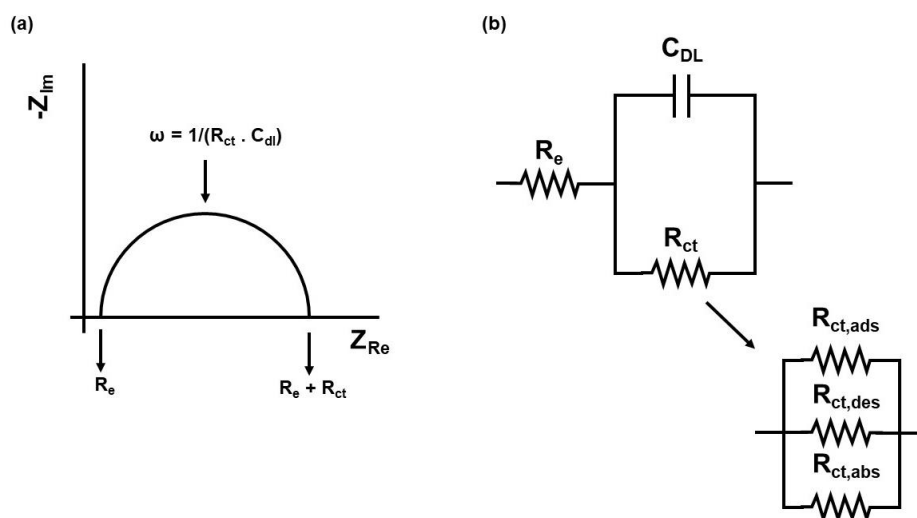 (a)
-Z_Im
ω = 1/(R_ct . C_dl)
Z_Re
R_e
R_e + R_ct
(b)
C_DL
R_e
R_ct
R_ct,ads
R_ct,des
R_ct,abs